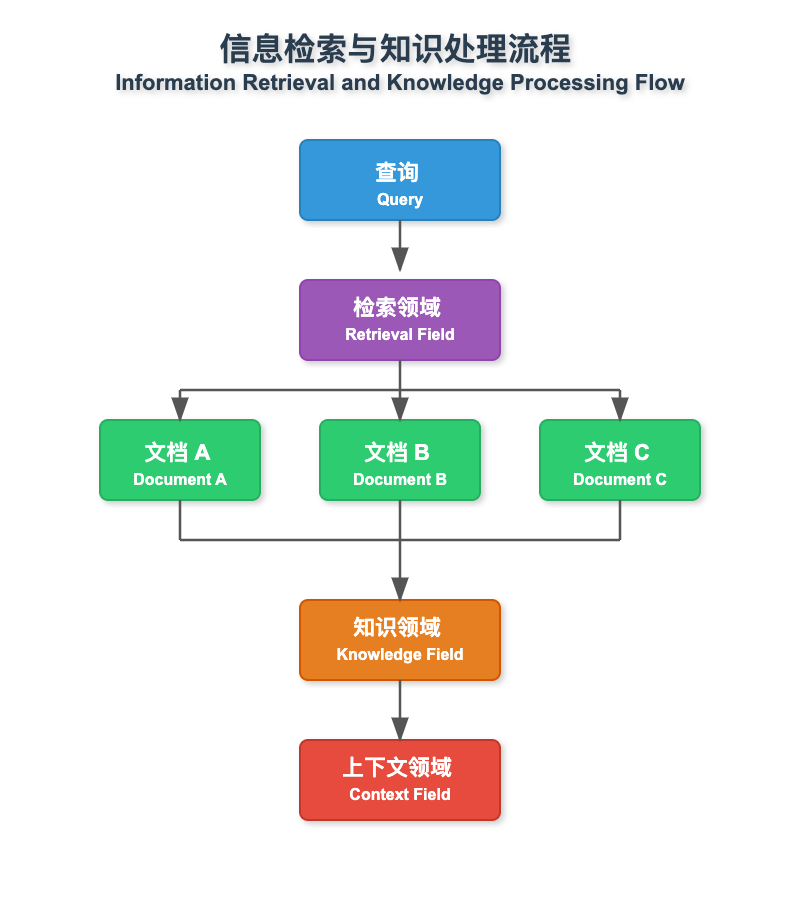 信息检索与知识处理流程
Information Retrieval and Knowledge Processing Flow
查询
Query
检索领域
Retrieval Field
文档 A
Document A
文档 B
Document B
文档 C
Document C
知识领域
Knowledge Field
上下文领域
Context Field